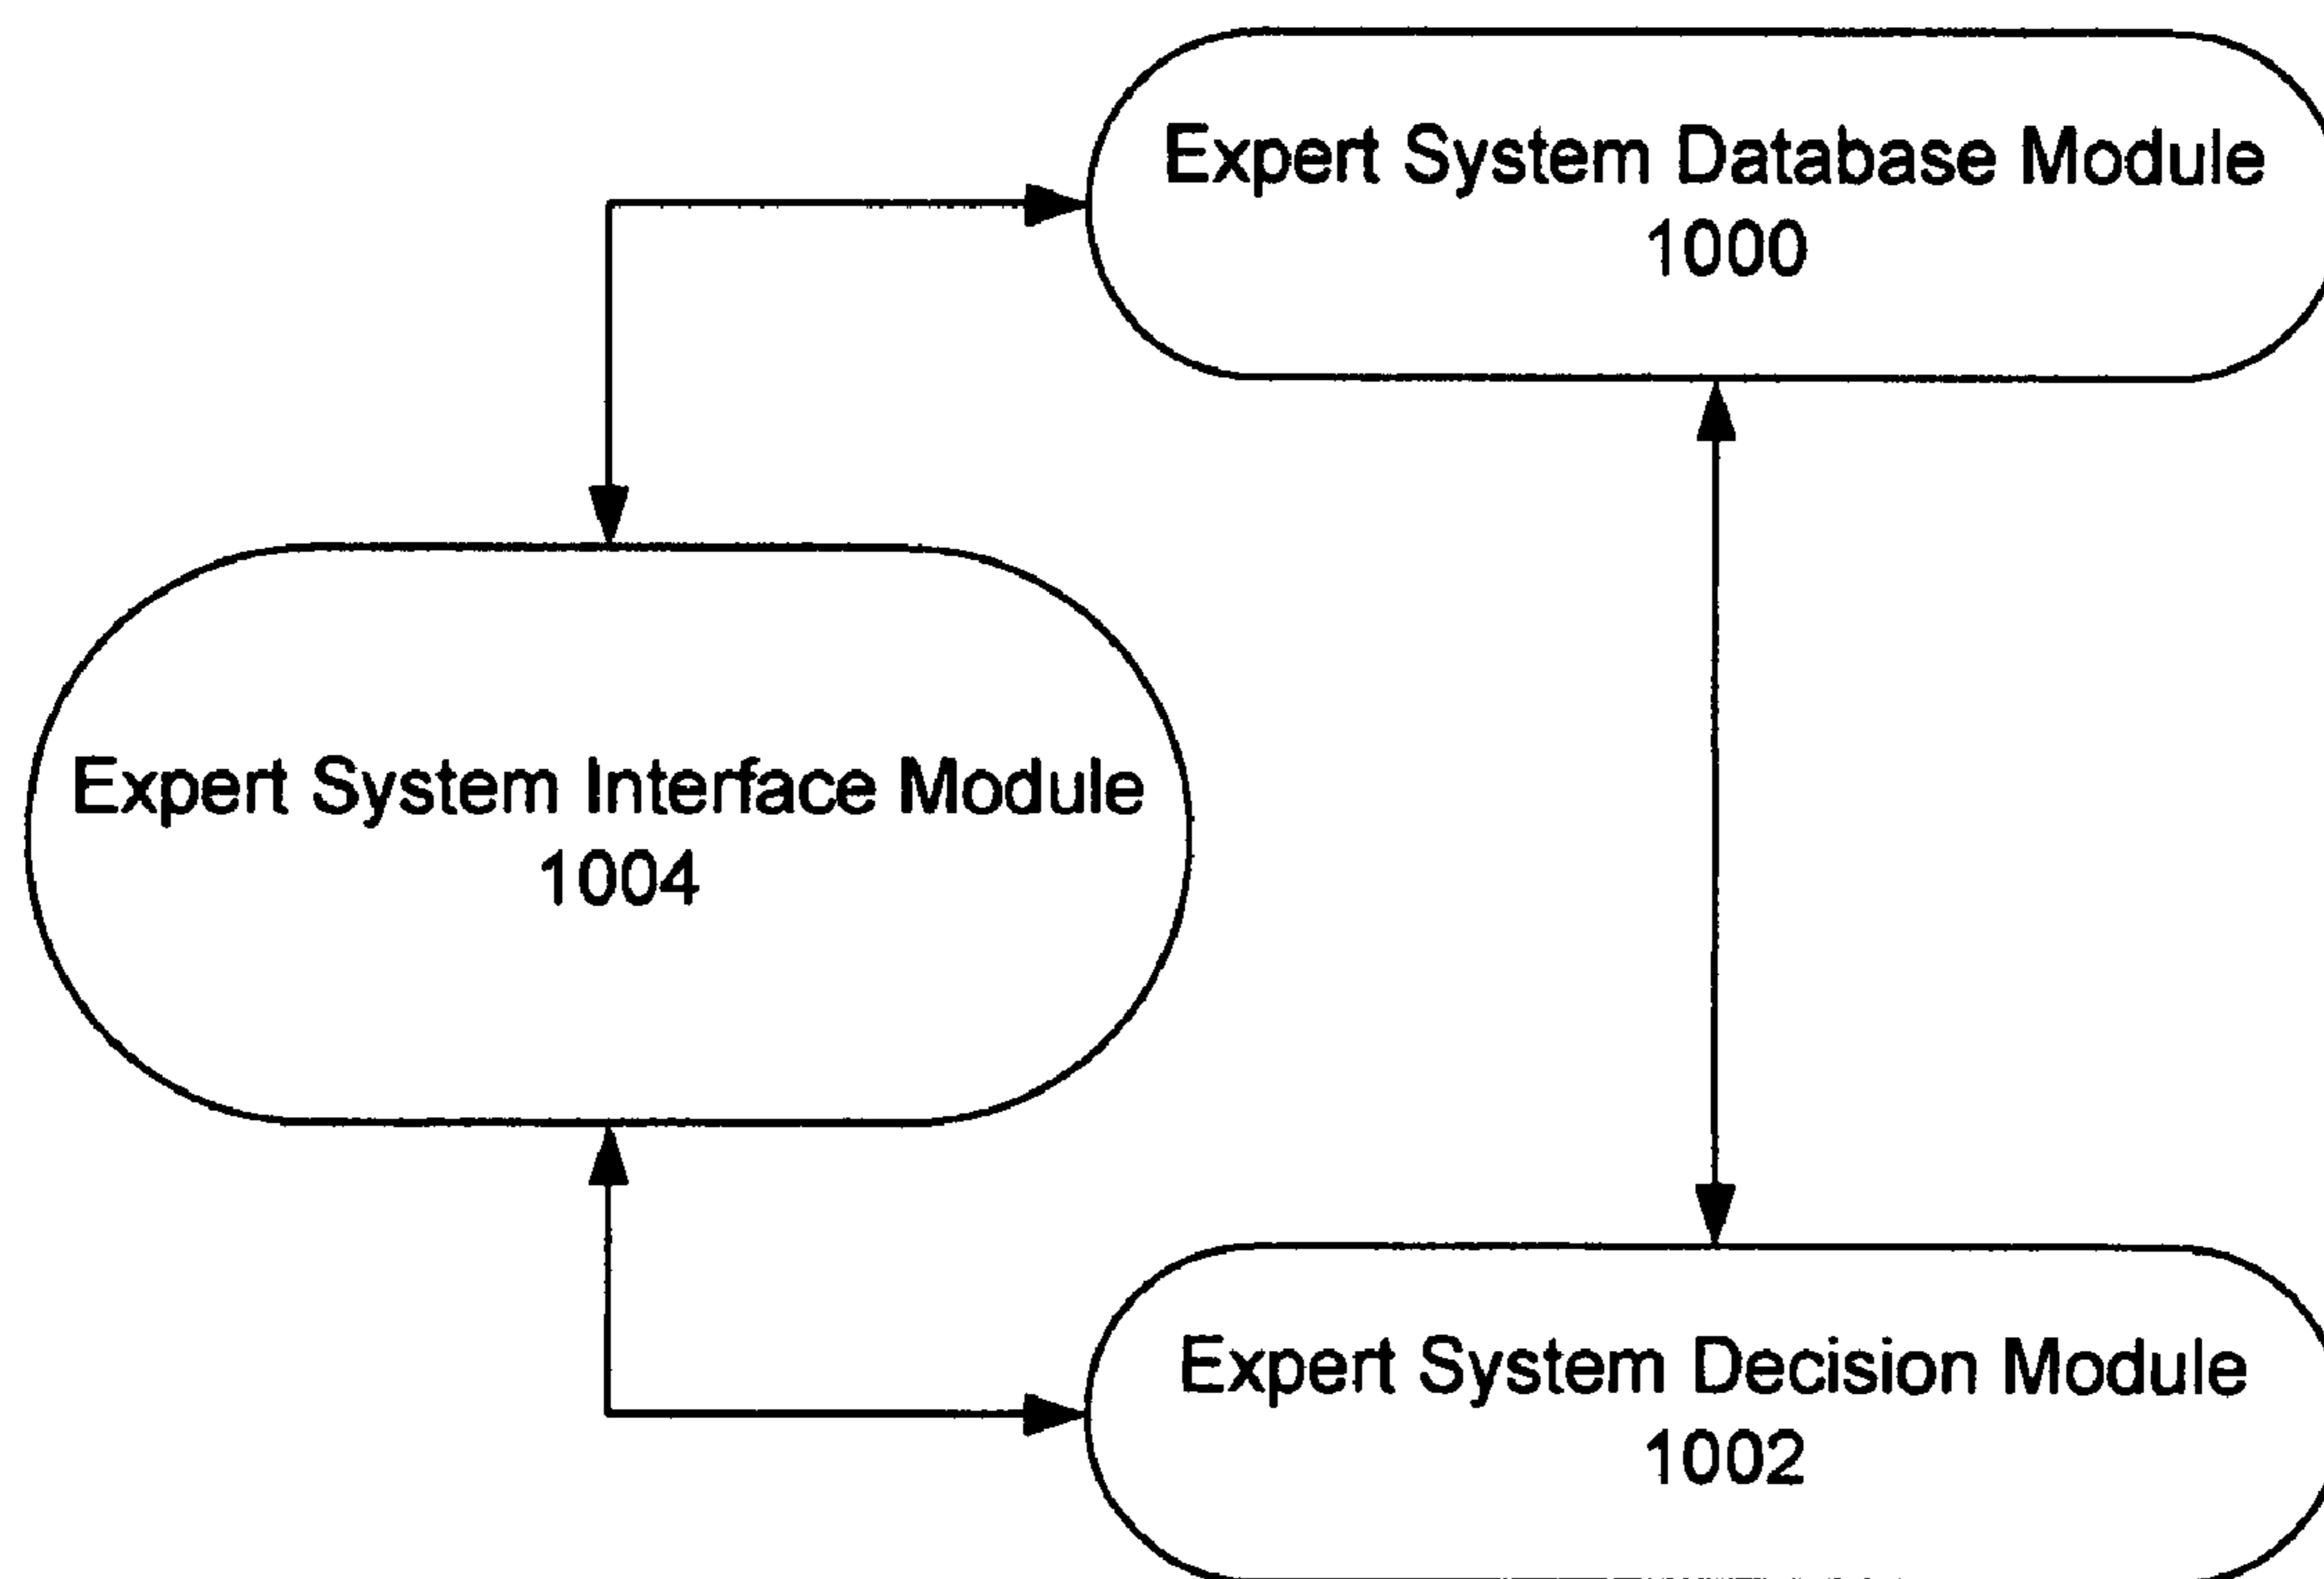 Expert System Database Module
1000
Expert System Interface Module
1004
Expert System Decision Module
1002